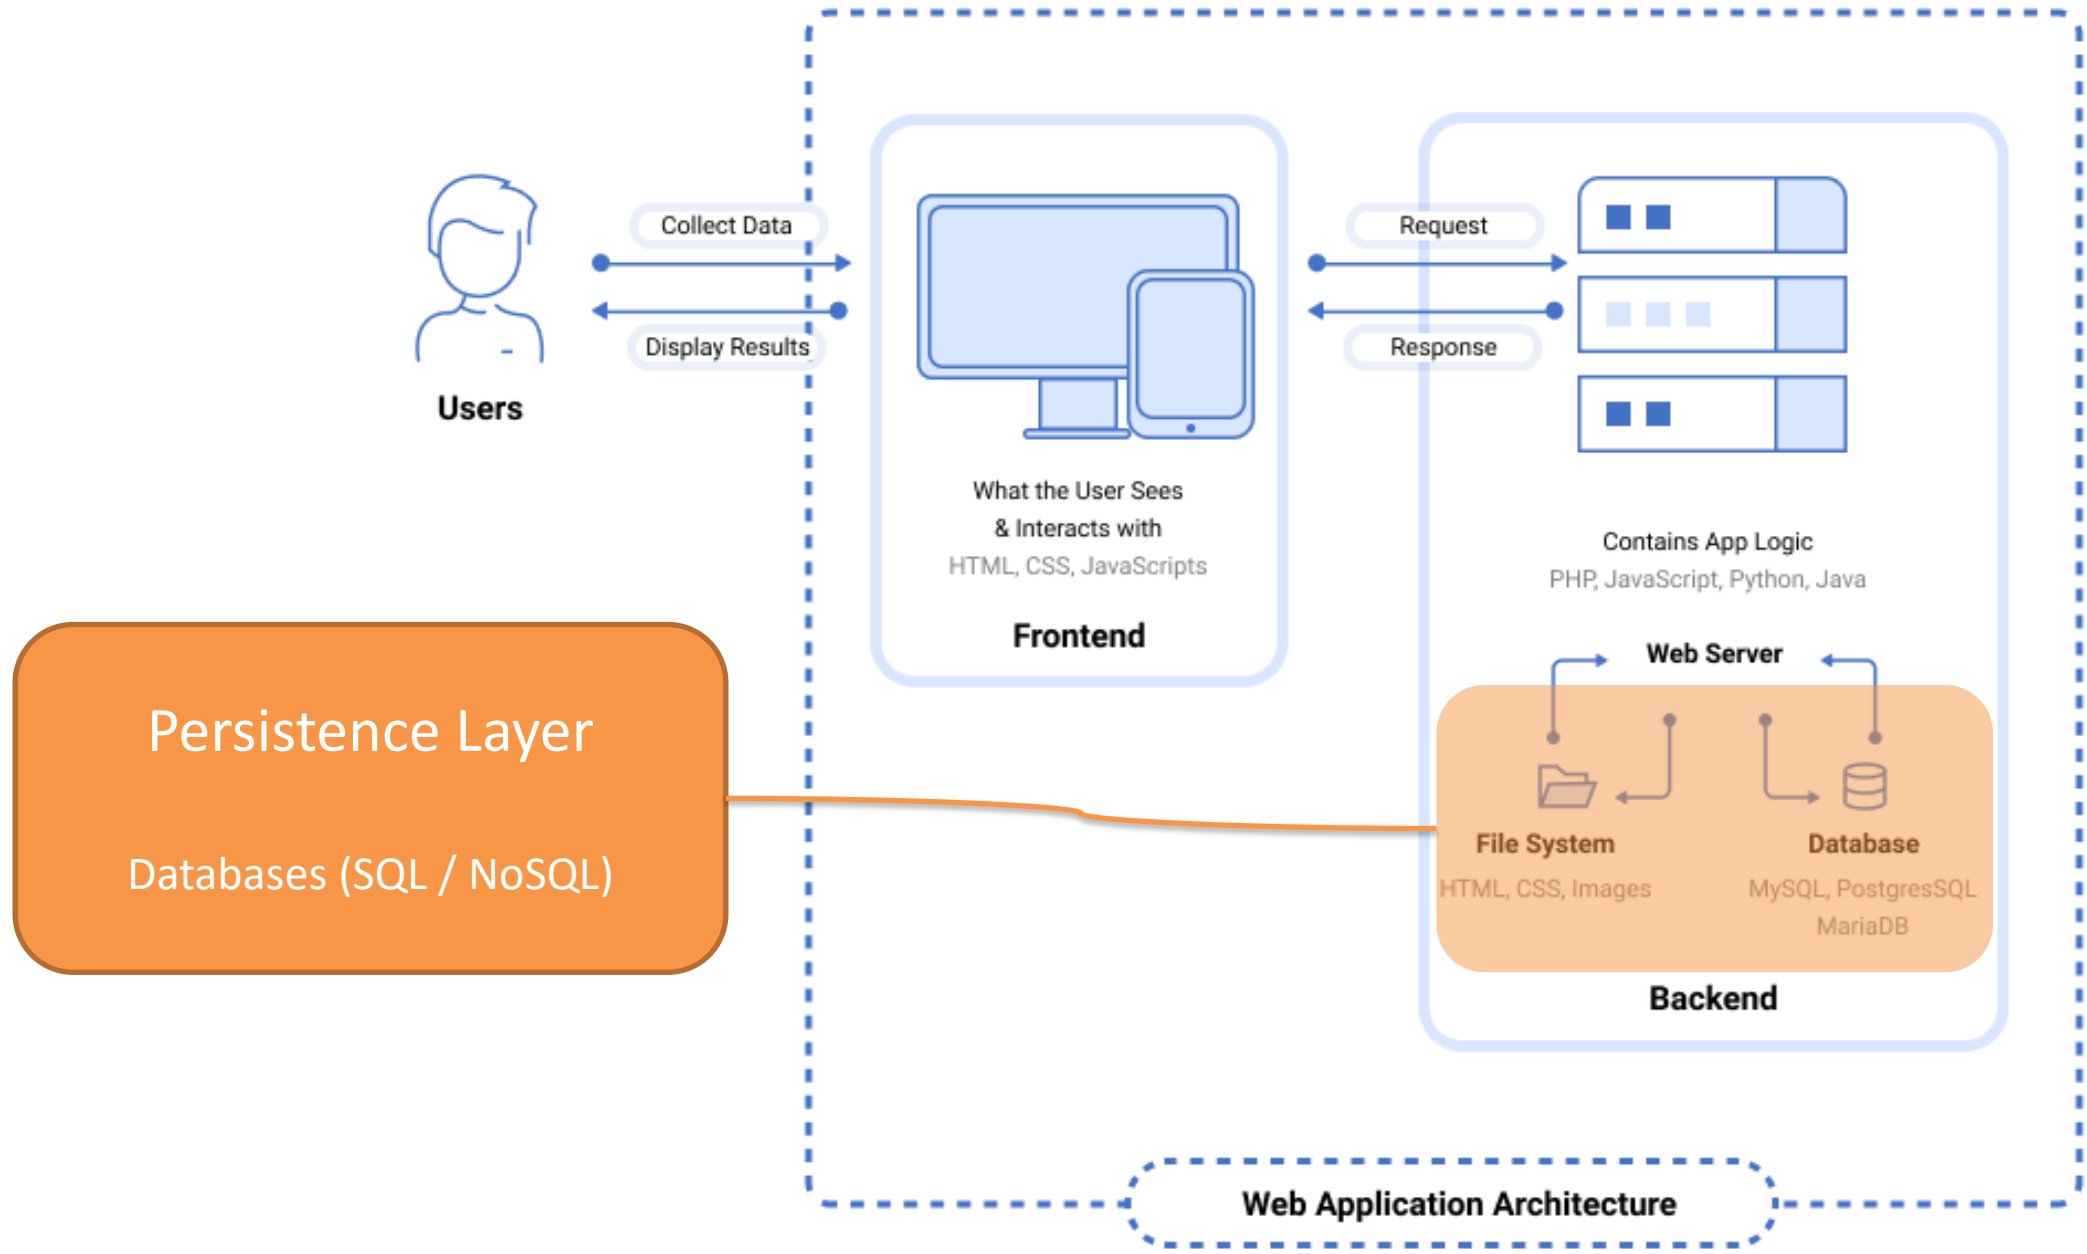 Collect Data
Display Results
Users
Request
Response
What the User Sees
& Interacts with
HTML, CSS, JavaScripts
Frontend
Contains App Logic
PHP, JavaScript, Python, Java
Web Server
File System
HTML, CSS, Images
Database
MySQL, PostgresSQL
MariaDB
Backend
Persistence Layer
Databases (SQL / NoSQL)
Web Application Architecture